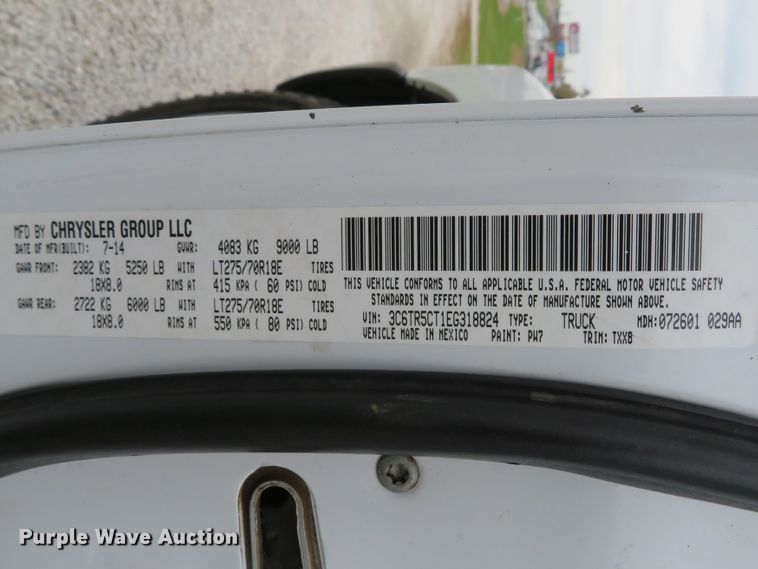 MFD BY CHRYSLER GROUP LLC
DATE OF MFR(BUILT): 7-14 GVWR: 4083 KG 9000 LB
GAWR FRONT: 2382 KG 5250 LB WITH LT275/70R18E TIRES
18X8.0 RIMS AT 415 KPA ( 60 PSI) COLD
GAWR REAR: 2722 KG 6000 LB WITH LT275/70R18E TIRES
18X8.0 RIMS AT 550 KPA ( 80 PSI) COLD
THIS VEHICLE CONFORMS TO ALL APPLICABLE U.S.A. FEDERAL MOTOR VEHICLE SAFETY
STANDARDS IN EFFECT ON THE DATE OF MANUFACTURE SHOWN ABOVE.
VIN: 3C6TR5CT1EG318824 TYPE: TRUCK MDH: 072601 029AA
VEHICLE MADE IN MEXICO PAINT: PW7 TRIM: TXX8
Purple Wave Auction